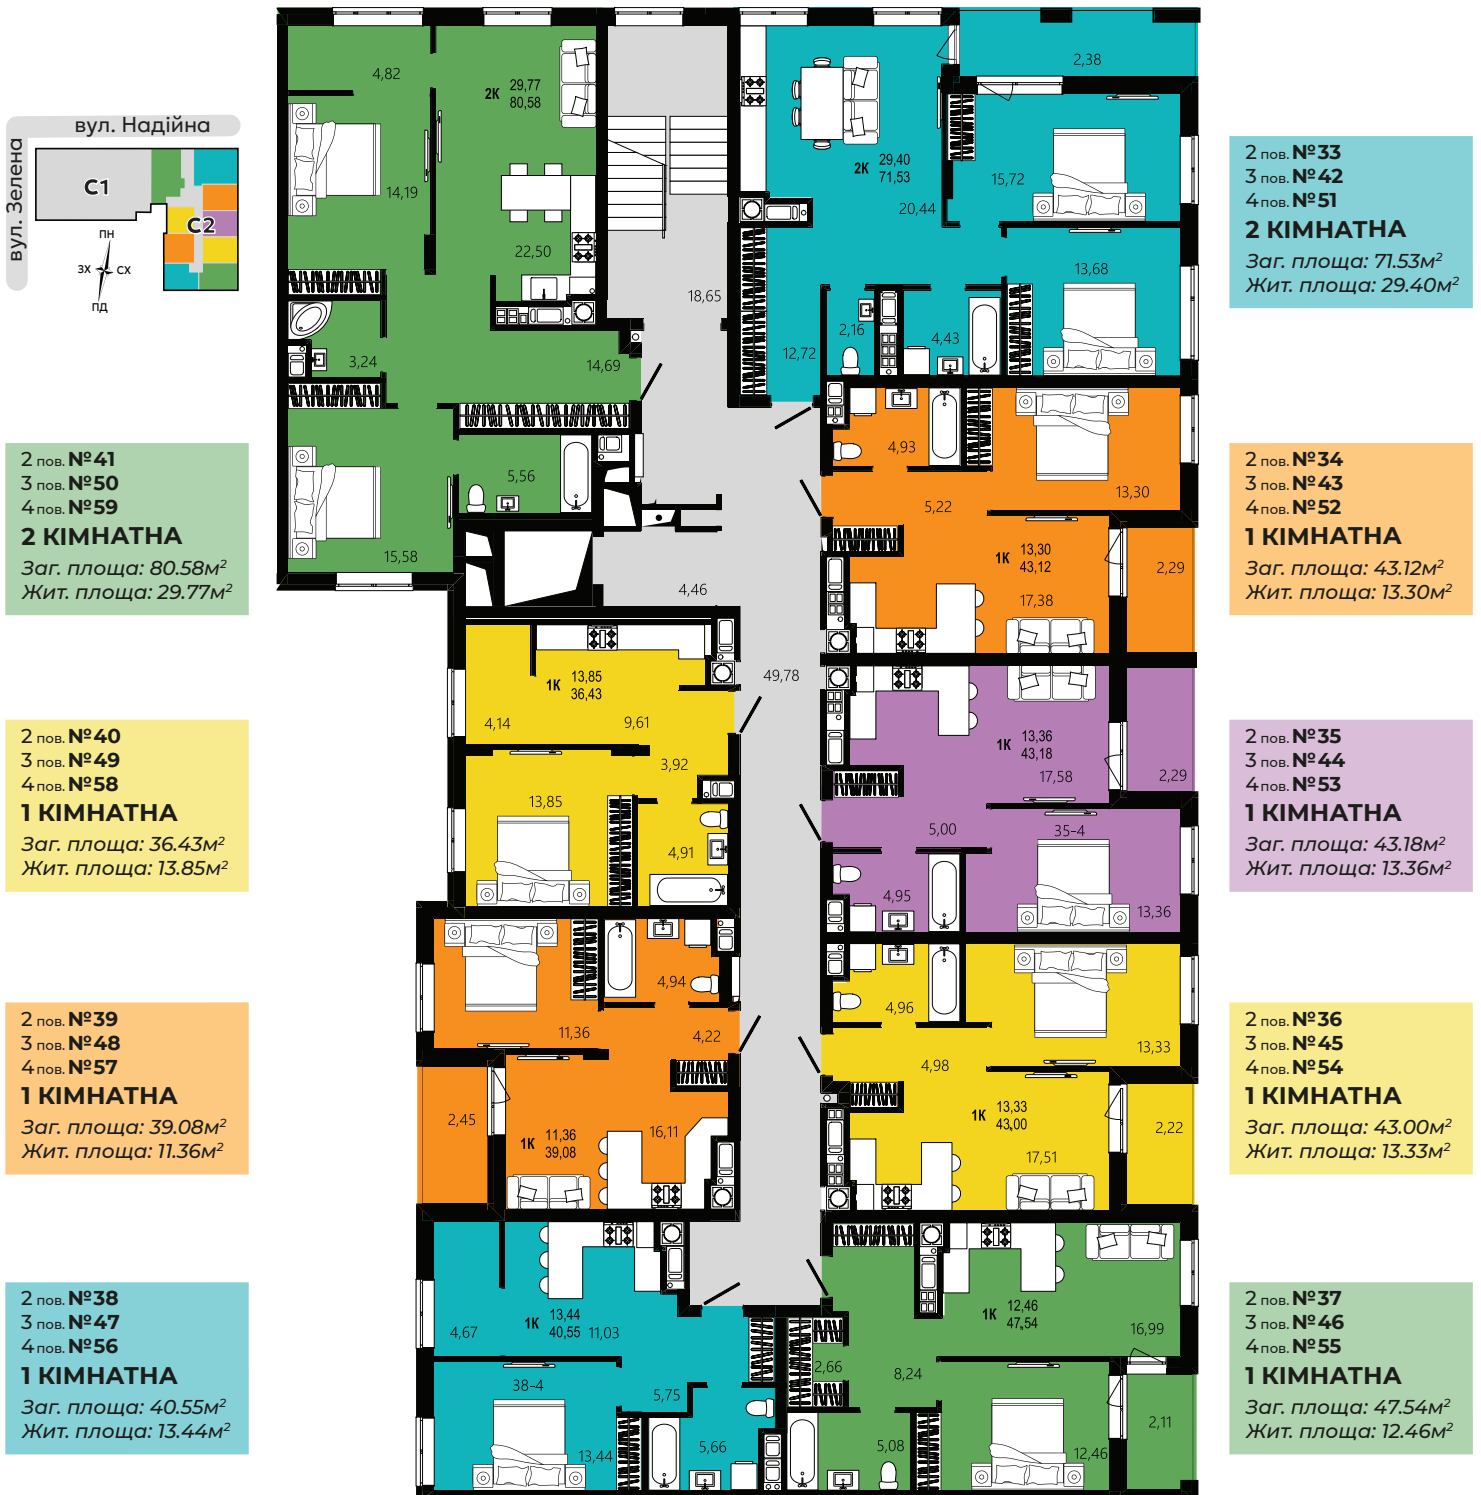 вул. Надійна
вул. Зелена
С1
С2
пн
зх
сх
пд
2 пов. №41
3 пов. №50
4 пов. №59
2 КІМНАТНА
Заг. площа: 80.58м²
Жит. площа: 29.77м²
2 пов. №40
3 пов. №49
4 пов. №58
1 КІМНАТНА
Заг. площа: 36.43м²
Жит. площа: 13.85м²
2 пов. №39
3 пов. №48
4 пов. №57
1 КІМНАТНА
Заг. площа: 39.08м²
Жит. площа: 11.36м²
2 пов. №38
3 пов. №47
4 пов. №56
1 КІМНАТНА
Заг. площа: 40.55м²
Жит. площа: 13.44м²
4,82
2К 29,77
80,58
14,19
22,50
3,24
14,69
5,56
15,58
18,65
4,46
49,78
2,38
2К 29,40
71,53
15,72
20,44
13,68
2,16
4,43
12,72
4,93
13,30
5,22
1К 13,30
43,12
2,29
17,38
1К 13,85
36,43
4,14
9,61
3,92
13,85
4,91
1К 13,36
43,18
17,58
2,29
5,00
35-4
4,95
13,36
4,94
11,36
4,22
2,45
16,11
1К 11,36
39,08
4,96
13,33
4,98
1К 13,33
43,00
2,22
17,51
1К 13,44
40,55
4,67
11,03
38-4
5,75
13,44
5,66
1К 12,46
47,54
16,99
2,66
8,24
5,08
12,46
2,11
2 пов. №33
3 пов. №42
4 пов. №51
2 КІМНАТНА
Заг. площа: 71.53м²
Жит. площа: 29.40м²
2 пов. №34
3 пов. №43
4 пов. №52
1 КІМНАТНА
Заг. площа: 43.12м²
Жит. площа: 13.30м²
2 пов. №35
3 пов. №44
4 пов. №53
1 КІМНАТНА
Заг. площа: 43.18м²
Жит. площа: 13.36м²
2 пов. №36
3 пов. №45
4 пов. №54
1 КІМНАТНА
Заг. площа: 43.00м²
Жит. площа: 13.33м²
2 пов. №37
3 пов. №46
4 пов. №55
1 КІМНАТНА
Заг. площа: 47.54м²
Жит. площа: 12.46м²